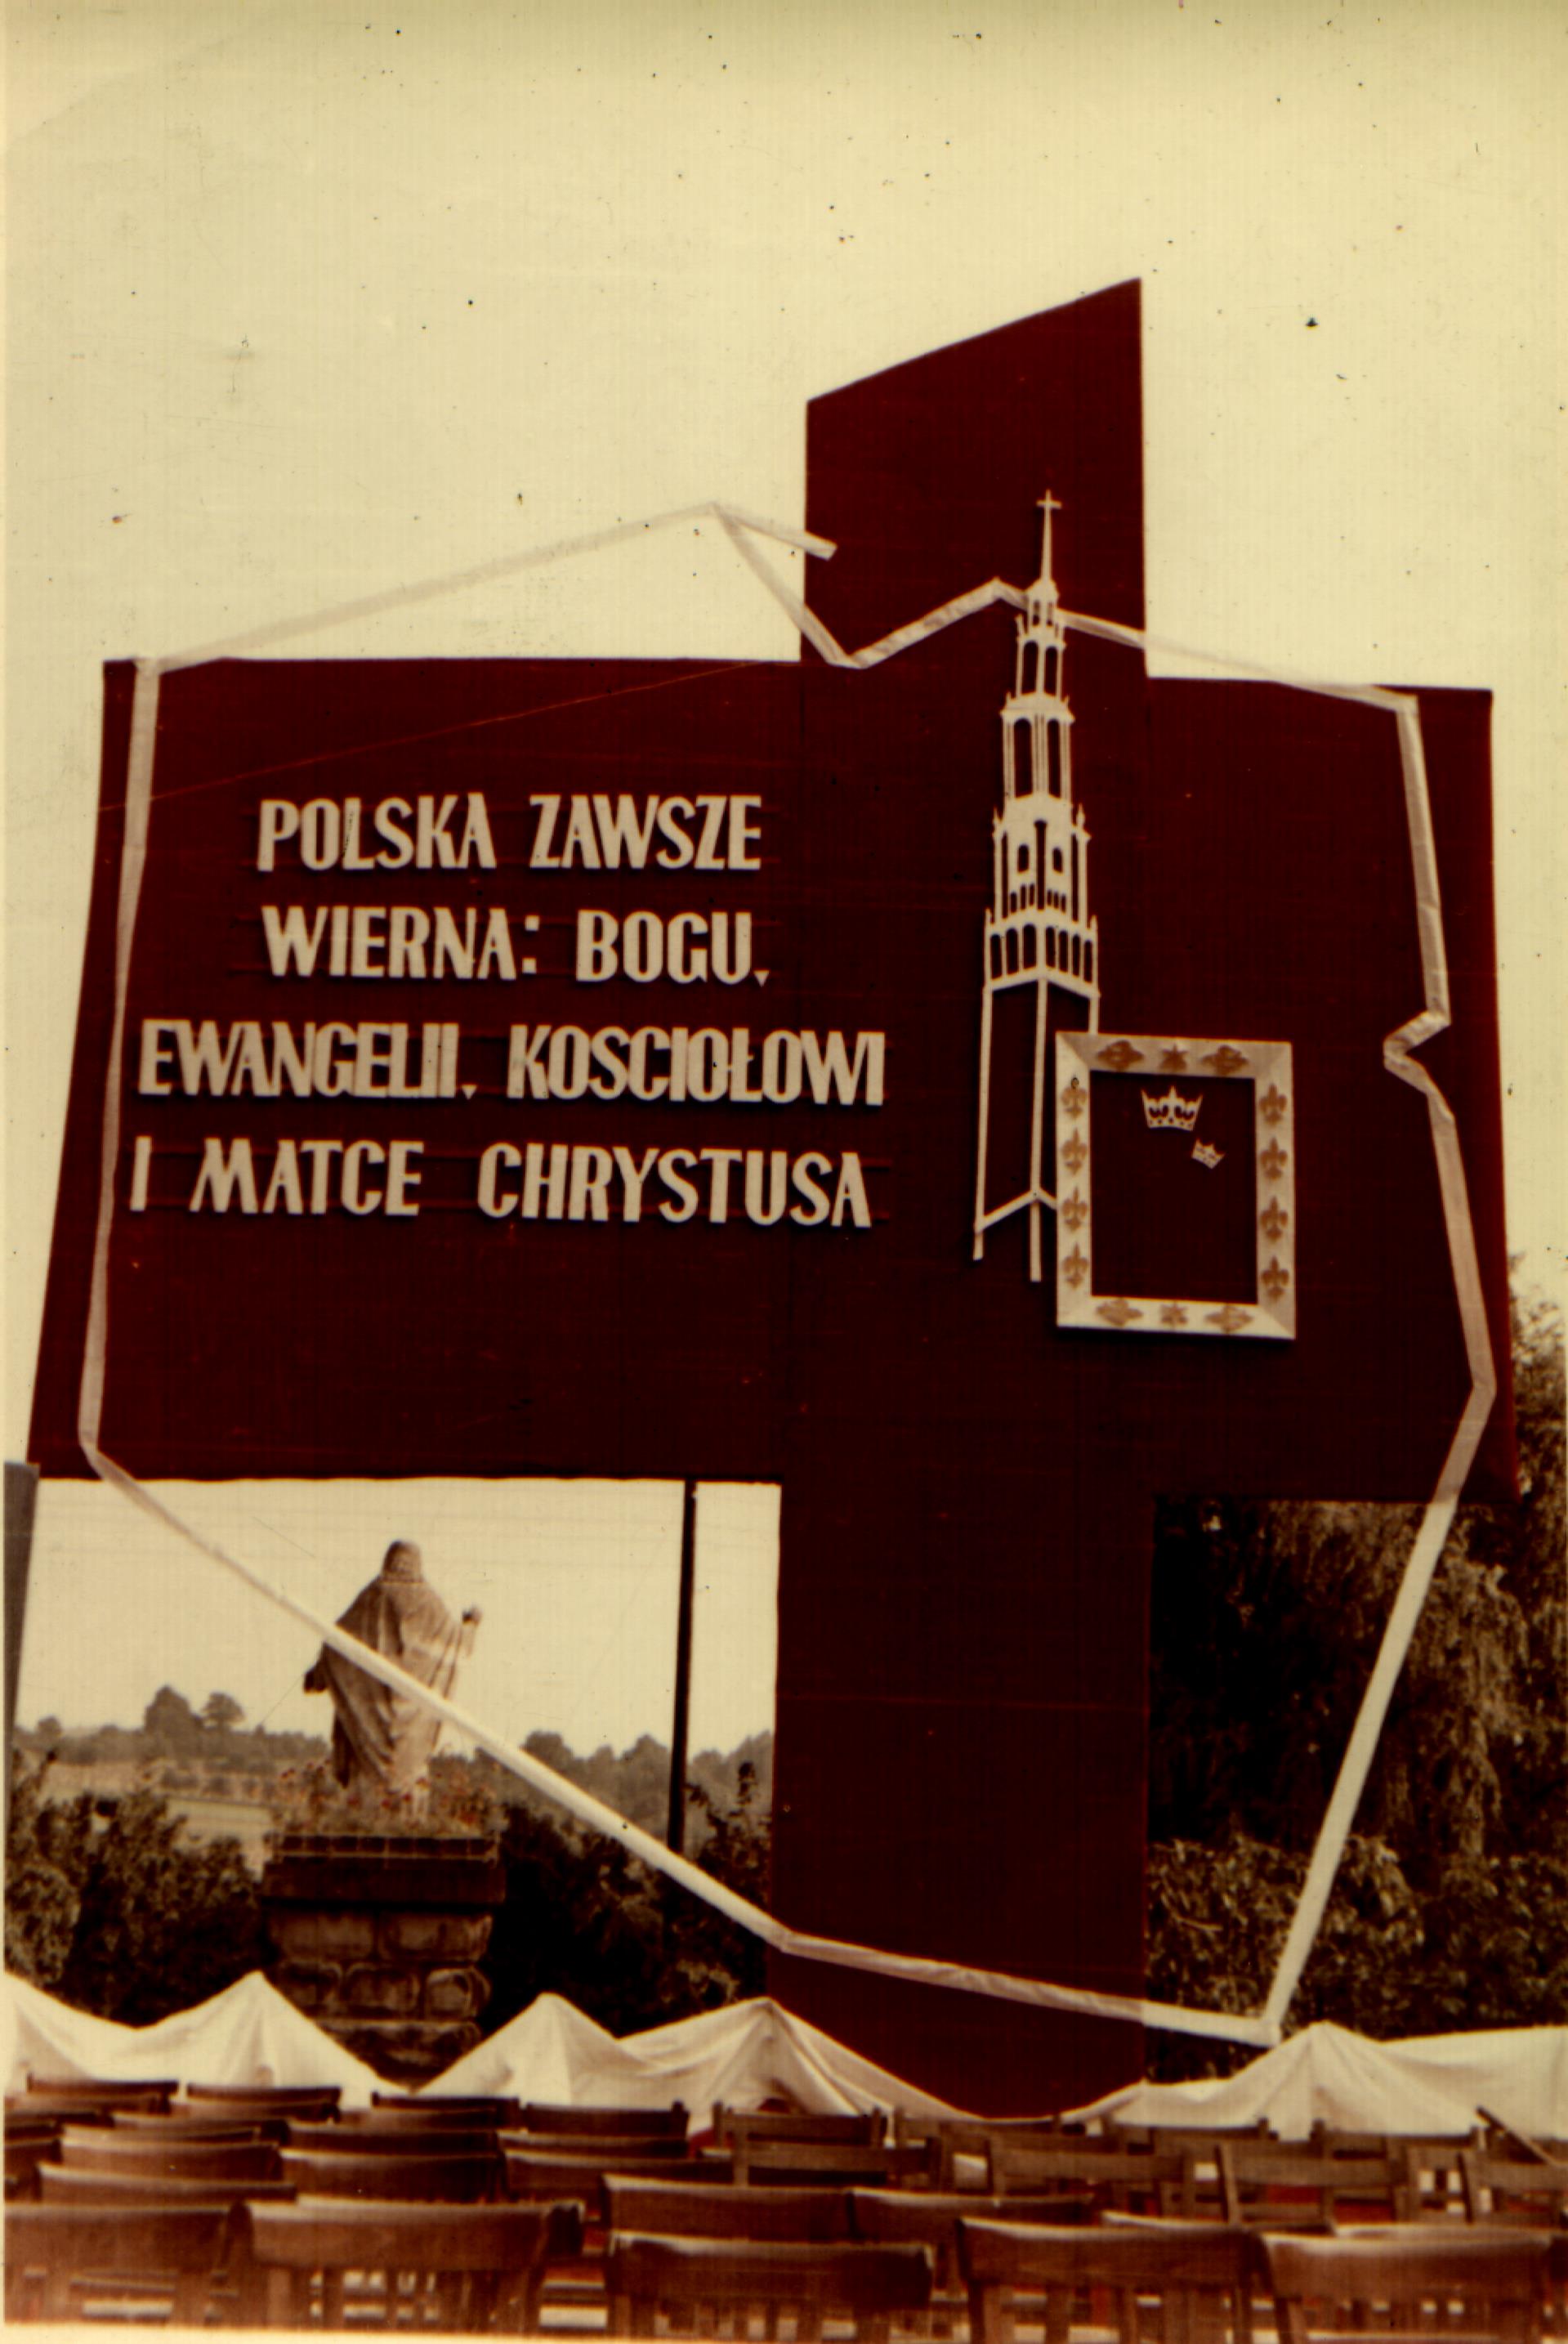 POLSKA ZAWSZE
WIERNA: BOGU,
EWANGELII, KOSCIOŁOWI
I MATCE CHRYSTUSA